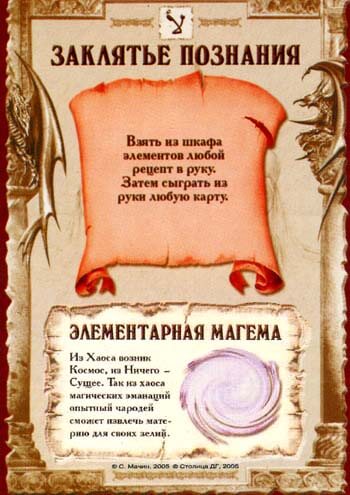 ЗАКЛЯТЬЕ ПОЗНАНИЯ
Взять из шкафа
элементов любой
рецепт в руку.
Затем сыграть из
руки любую карту.
ЭЛЕМЕНТАРНАЯ МАГЕМА
Из Хаоса возник
Космос, из Ничего –
Сущее. Так из хаоса
магических эманаций
опытный чародей
сможет извлечь мате-
рию для своих зелий.
© С. Мачин, 2005 © Столица ДГ, 2005